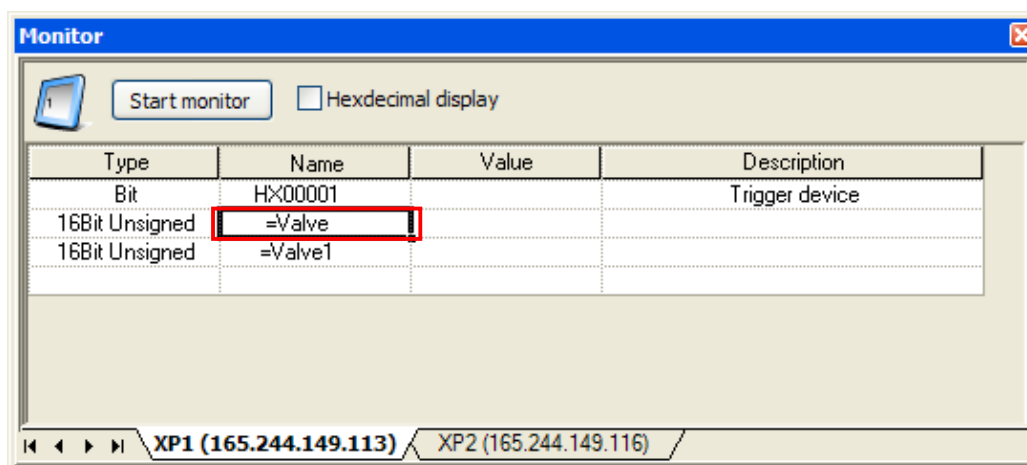 Monitor
1
Start monitor Hexdecimal display
Type Name Value Description
Bit HX00001 Trigger device
16Bit Unsigned =Valve
16Bit Unsigned =Valve1
XP1 (165.244.149.113) XP2 (165.244.149.116)